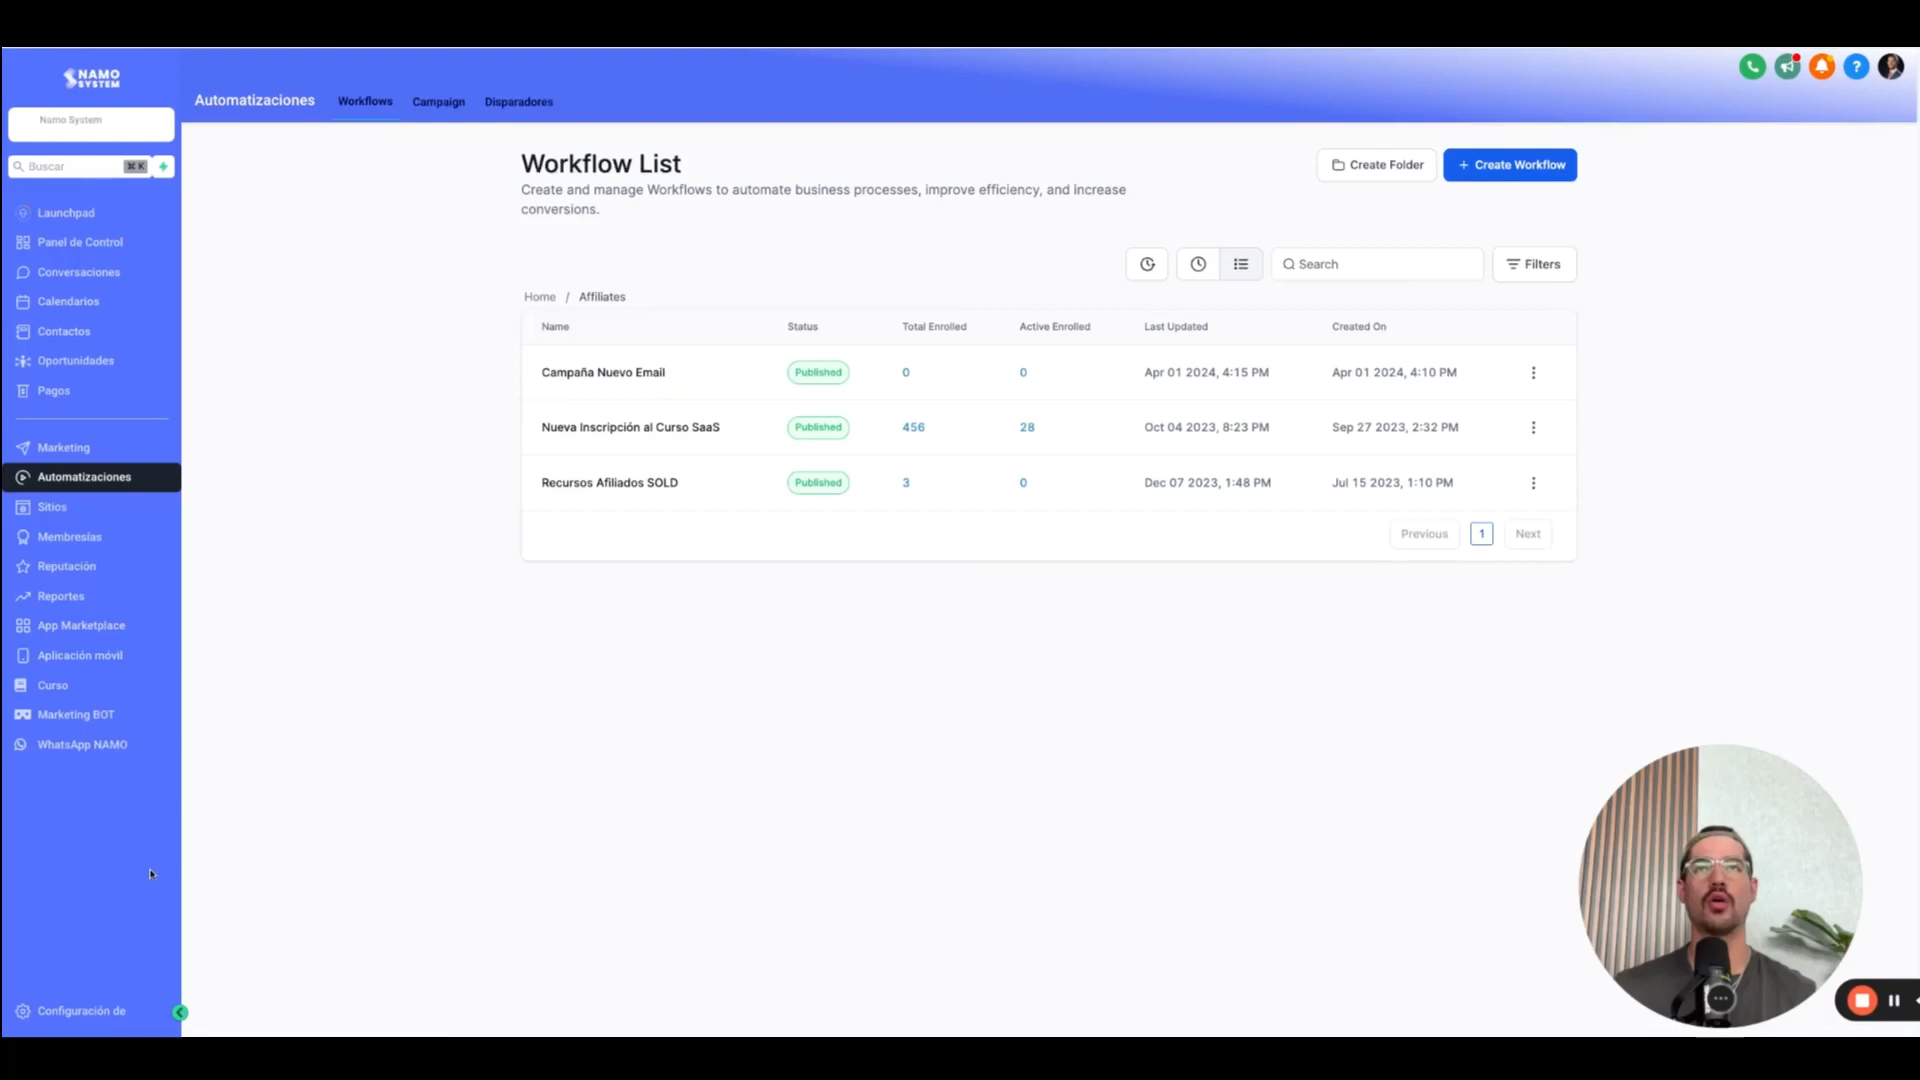 NAMO
SYSTEM
Namo System
Buscar
⌘ K
Launchpad
Panel de Control
Conversaciones
Calendarios
Contactos
Oportunidades
Pagos
Marketing
Automatizaciones
Sitios
Membresías
Reputación
Reportes
App Marketplace
Aplicación móvil
Curso
Marketing BOT
WhatsApp NAMO
Configuración de
Automatizaciones Workflows Campaign Disparadores
?
Workflow List
Create and manage Workflows to automate business processes, improve efficiency, and increase
conversions.
Create Folder
+ Create Workflow
Search
Filters
Home / Affiliates
Name Status Total Enrolled Active Enrolled Last Updated Created On
Campaña Nuevo Email Published 0 0 Apr 01 2024, 4:15 PM Apr 01 2024, 4:10 PM
Nueva Inscripción al Curso SaaS Published 456 28 Oct 04 2023, 8:23 PM Sep 27 2023, 2:32 PM
Recursos Afiliados SOLD Published 3 0 Dec 07 2023, 1:48 PM Jul 15 2023, 1:10 PM
Previous 1 Next